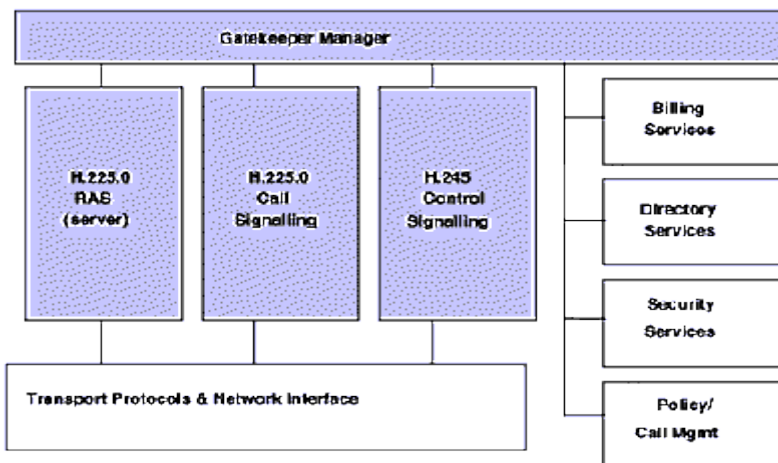 Gatekeeper Manager
H.225.0
RAS
(server)
H.225.0
Call
Signalling
H.245
Control
Signalling
Billing
Services
Directory
Services
Security
Services
Policy/
Call Mgmt
Transport Protocols & Network Interface